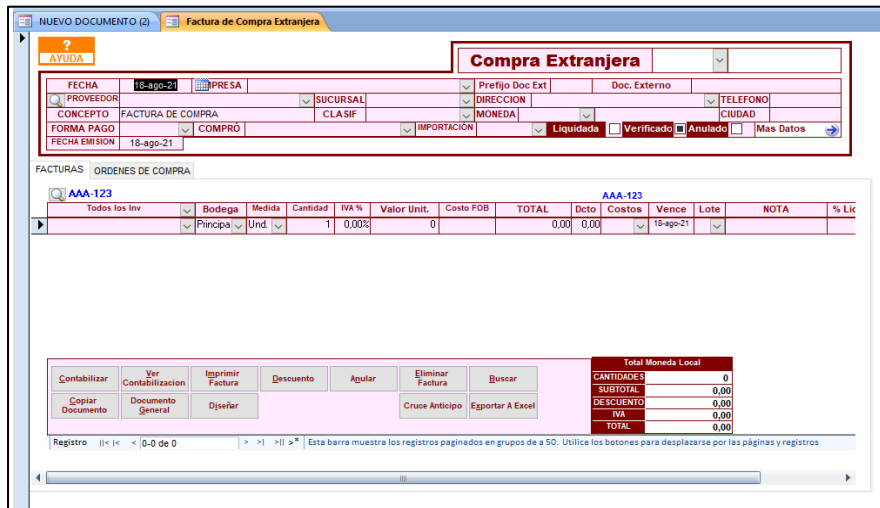 NUEVO DOCUMENTO (2) Factura de Compra Extranjera
?
AYUDA
Compra Extranjera
FECHA 18-ago-21 IPRESA Prefijo Doc Ext Doc. Externo
PROVEEDOR SUCURSAL DIRECCION TELEFONO
CONCEPTO FACTURA DE COMPRA CLASIF MONEDA CIUDAD
FORMA PAGO COMPRÓ IMPORTACIÓN Liquidada Verificado Anulado Mas Datos
FECHA EMISION 18-ago-21
FACTURAS ORDENES DE COMPRA
AAA-123 AAA-123
Todos los Inv Bodega Medida Cantidad IVA % Valor Unit. Costo FOB TOTAL Dcto Costos Vence Lote NOTA % Lic
Principa Und. 1 0,00% 0 0,00 0,00 18-ago-21
Total Moneda Local
Contabilizar Ver Contabilizacion Imprimir Factura Descuento Anular Eliminar Factura Buscar
CANTIDADES 0
SUBTOTAL 0,00
Copiar Documento Documento General Diseñar Cruce Anticipo Exportar A Excel
DESCUENTO 0,00
IVA 0,00
TOTAL 0,00
Registro ||< |< < 0-0 de 0 > >| >|| >* Esta barra muestra los registros paginados en grupos de a 50. Utilice los botones para desplazarse por las páginas y registros